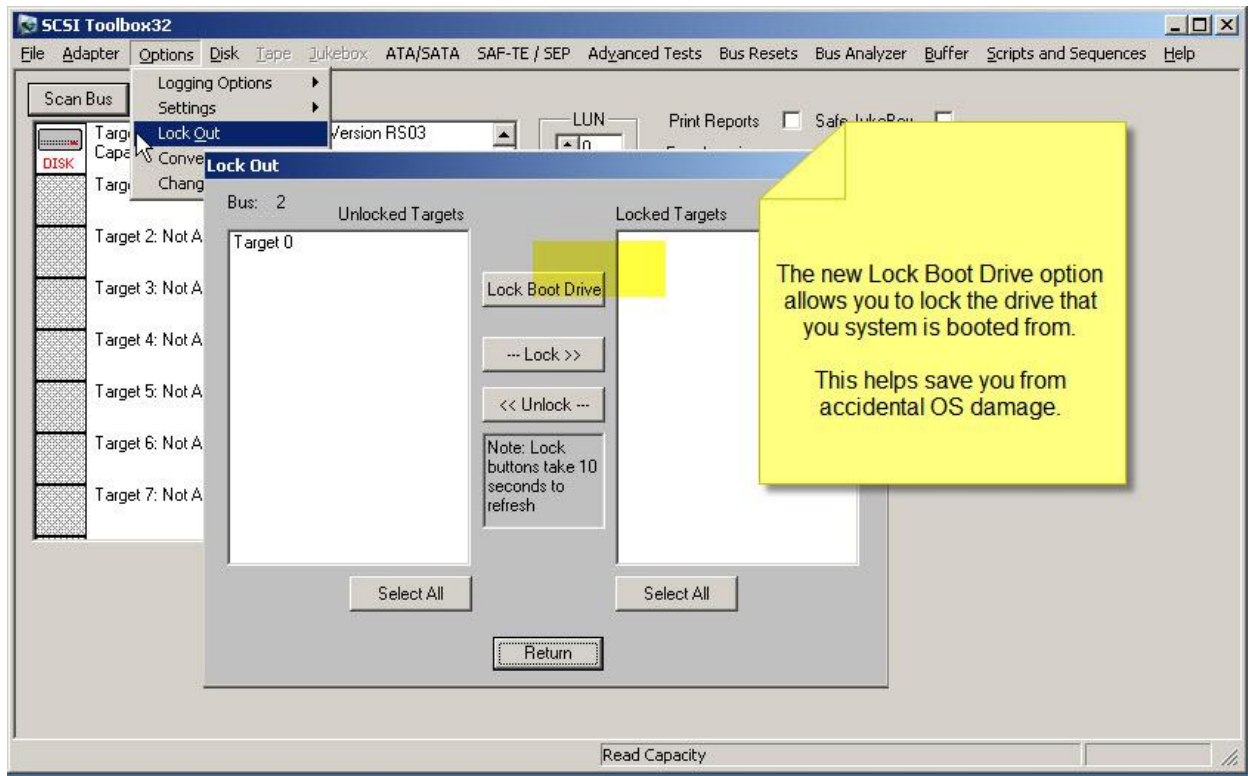 SCSI Toolbox32
File Adapter Options Disk Tape Jukebox ATA/SATA SAF-TE / SEP Advanced Tests Bus Resets Bus Analyzer Buffer Scripts and Sequences Help
Scan Bus
Logging Options
Settings
Lock Out
Version RS03
LUN
0
Print Reports
DISK
Lock Out
Bus: 2
Unlocked Targets
Locked Targets
Target 0
Target 2: Not A
Target 3: Not A
Target 4: Not A
Target 5: Not A
Target 6: Not A
Target 7: Not A
Lock Boot Drive
--- Lock >>
<< Unlock ---
Note: Lock
buttons take 10
seconds to
refresh
Select All
Select All
Return
The new Lock Boot Drive option
allows you to lock the drive that
you system is booted from.
This helps save you from
accidental OS damage.
Read Capacity